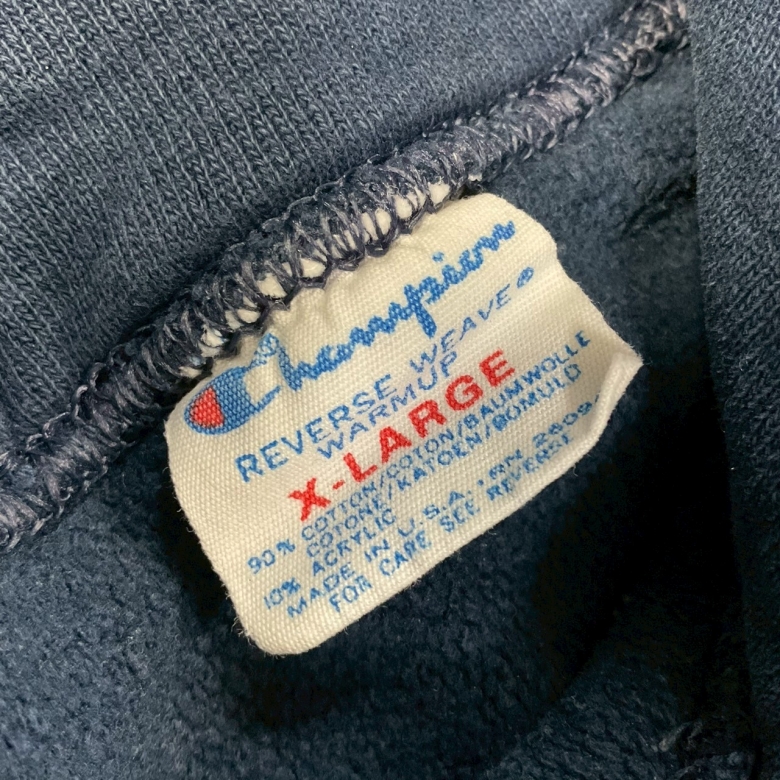 Champion
REVERSE WEAVE®
WARMUP
X-LARGE
90% COTTON/COTON/BAUMWOLLE
COTONE/KATOEN/BOMULD
10% ACRYLIC
MADE IN U.S.A. · RN 26094
FOR CARE SEE REVERSE